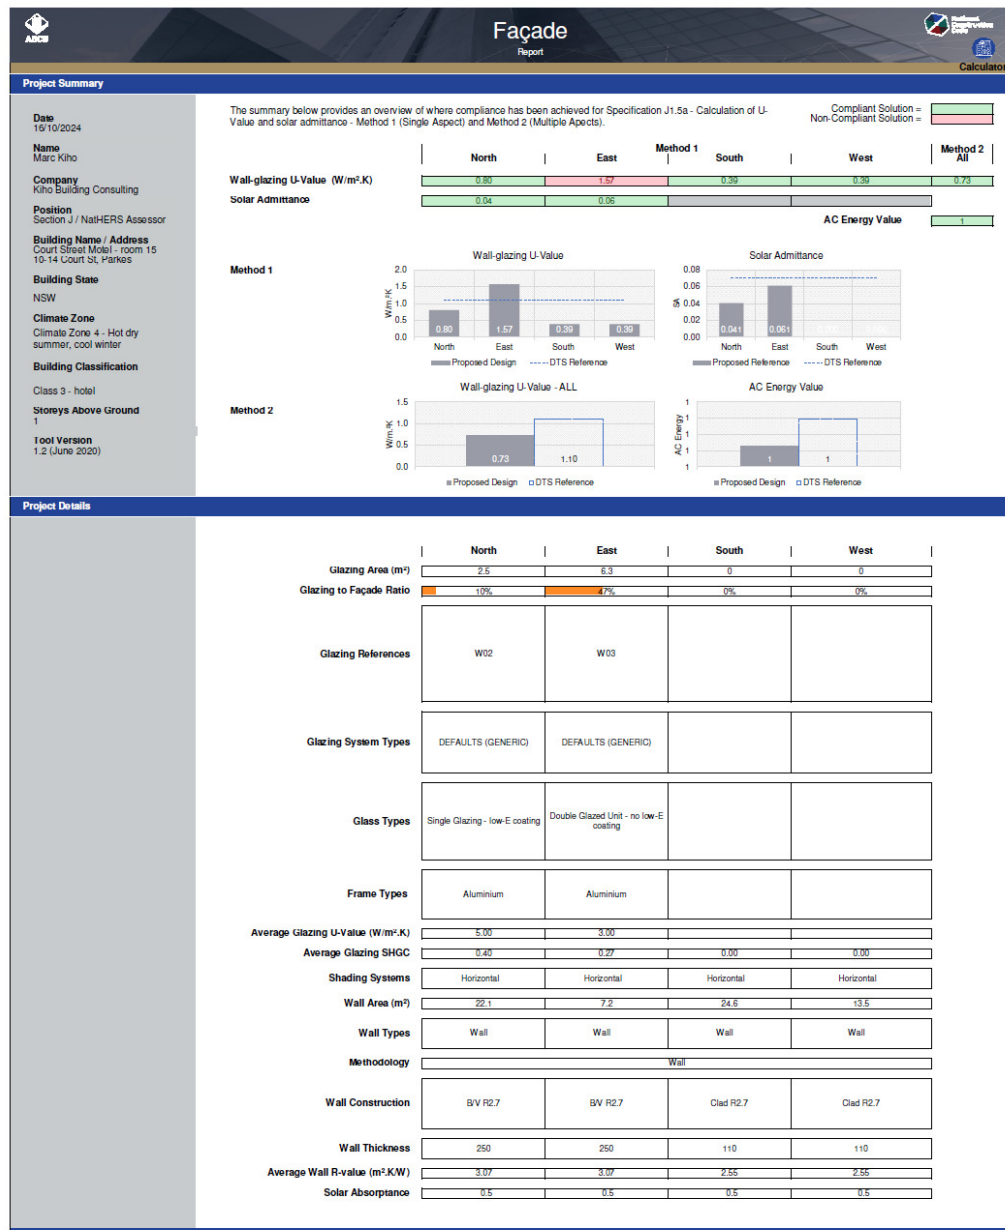 ABCB
Façade
Report
National
Construction
Code
Calculator
Project Summary
Date
16/10/2024
Name
Marc Kiho
Company
Kiho Building Consulting
Position
Section J / NatHERS Assessor
Building Name / Address
Court Street Motel - room 15
10-14 Court St, Parkes
Building State
NSW
Climate Zone
Climate Zone 4 - Hot dry
summer, cool winter
Building Classification
Class 3 - hotel
Storeys Above Ground
1
Tool Version
1.2 (June 2020)
The summary below provides an overview of where compliance has been achieved for Specification J1.5a - Calculation of U-
Value and solar admittance - Method 1 (Single Aspect) and Method 2 (Multiple Apects).
Compliant Solution =
Non-Compliant Solution =
Method 1 Method 2
North East South West All
Wall-glazing U-Value (W/m².K) 0.80 1.57 0.39 0.39 0.73
Solar Admittance 0.04 0.06
AC Energy Value 1
Method 1
Wall-glazing U-Value
W/m.²K
2.0
1.5
1.0
0.5
0.0
0.80 1.57 0.39 0.39
North East South West
Proposed Design DTS Reference
Solar Admittance
SA
0.08
0.06
0.04
0.02
0.00
0.041 0.061
North East South West
Proposed Reference DTS Reference
Method 2
Wall-glazing U-Value - ALL
W/m.²K
1.5
1.0
0.5
0.0
0.73 1.10
Proposed Design DTS Reference
AC Energy Value
AC Energy
1
1
1
1
1
1 1
Proposed Design DTS Reference
Project Details
North East South West
Glazing Area (m²) 2.5 6.3 0 0
Glazing to Façade Ratio 10% 47% 0% 0%
Glazing References W02 W03
Glazing System Types DEFAULTS (GENERIC) DEFAULTS (GENERIC)
Glass Types Single Glazing - low-E coating Double Glazed Unit - no low-E
coating
Frame Types Aluminium Aluminium
Average Glazing U-Value (W/m².K) 5.00 3.00
Average Glazing SHGC 0.40 0.27 0.00 0.00
Shading Systems Horizontal Horizontal Horizontal Horizontal
Wall Area (m²) 22.1 7.2 24.6 13.5
Wall Types Wall Wall Wall Wall
Methodology Wall
Wall Construction B/V R2.7 B/V R2.7 Clad R2.7 Clad R2.7
Wall Thickness 250 250 110 110
Average Wall R-value (m².K/W) 3.07 3.07 2.55 2.55
Solar Absorptance 0.5 0.5 0.5 0.5